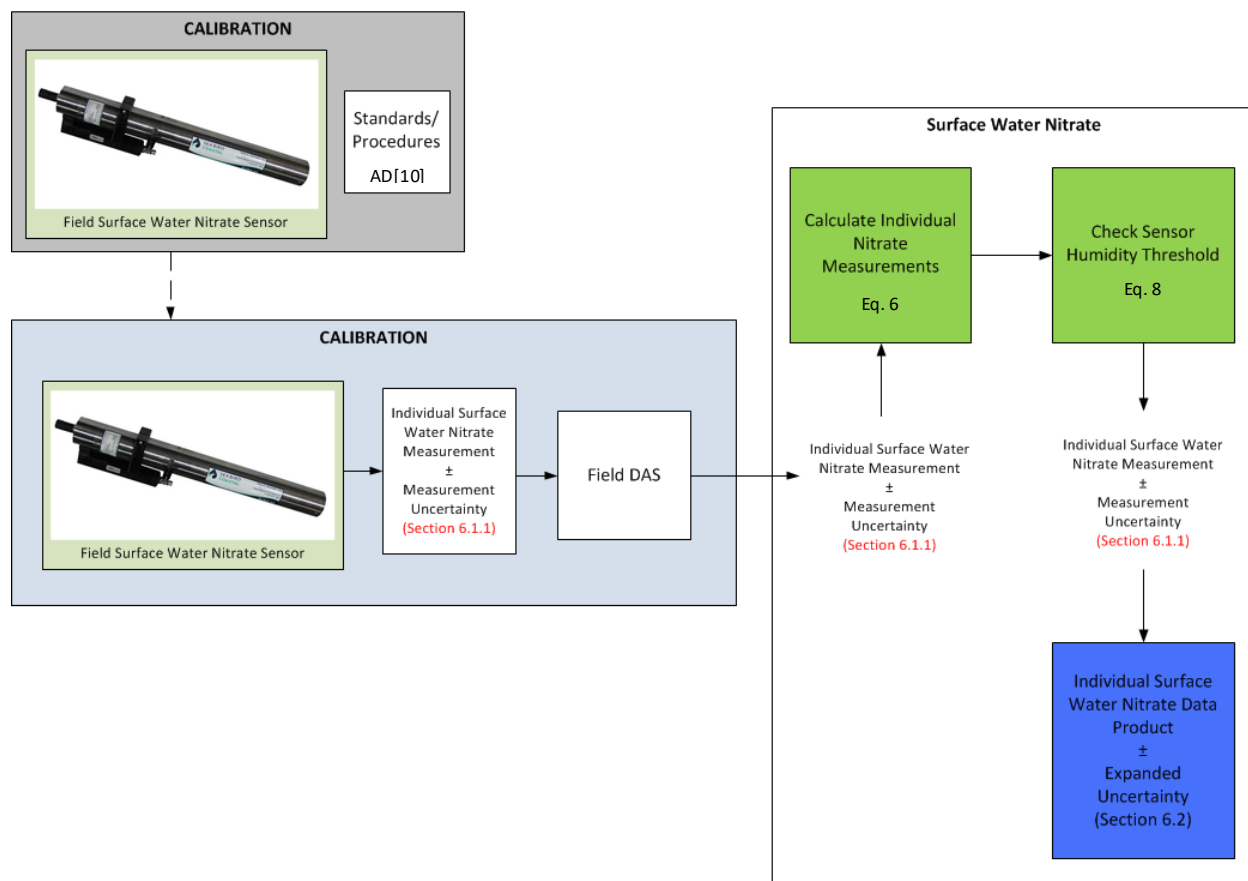 CALIBRATION
Field Surface Water Nitrate Sensor
Standards/
Procedures
AD[10]
CALIBRATION
Field Surface Water Nitrate Sensor
Individual Surface
Water Nitrate
Measurement
±
Measurement
Uncertainty
(Section 6.1.1)
Field DAS
Surface Water Nitrate
Calculate Individual
Nitrate
Measurements
Eq. 6
Check Sensor
Humidity Threshold
Eq. 8
Individual Surface Water
Nitrate Measurement
±
Measurement
Uncertainty
(Section 6.1.1)
Individual Surface Water
Nitrate Measurement
±
Measurement
Uncertainty
(Section 6.1.1)
Individual Surface
Water Nitrate Data
Product
±
Expanded
Uncertainty
(Section 6.2)